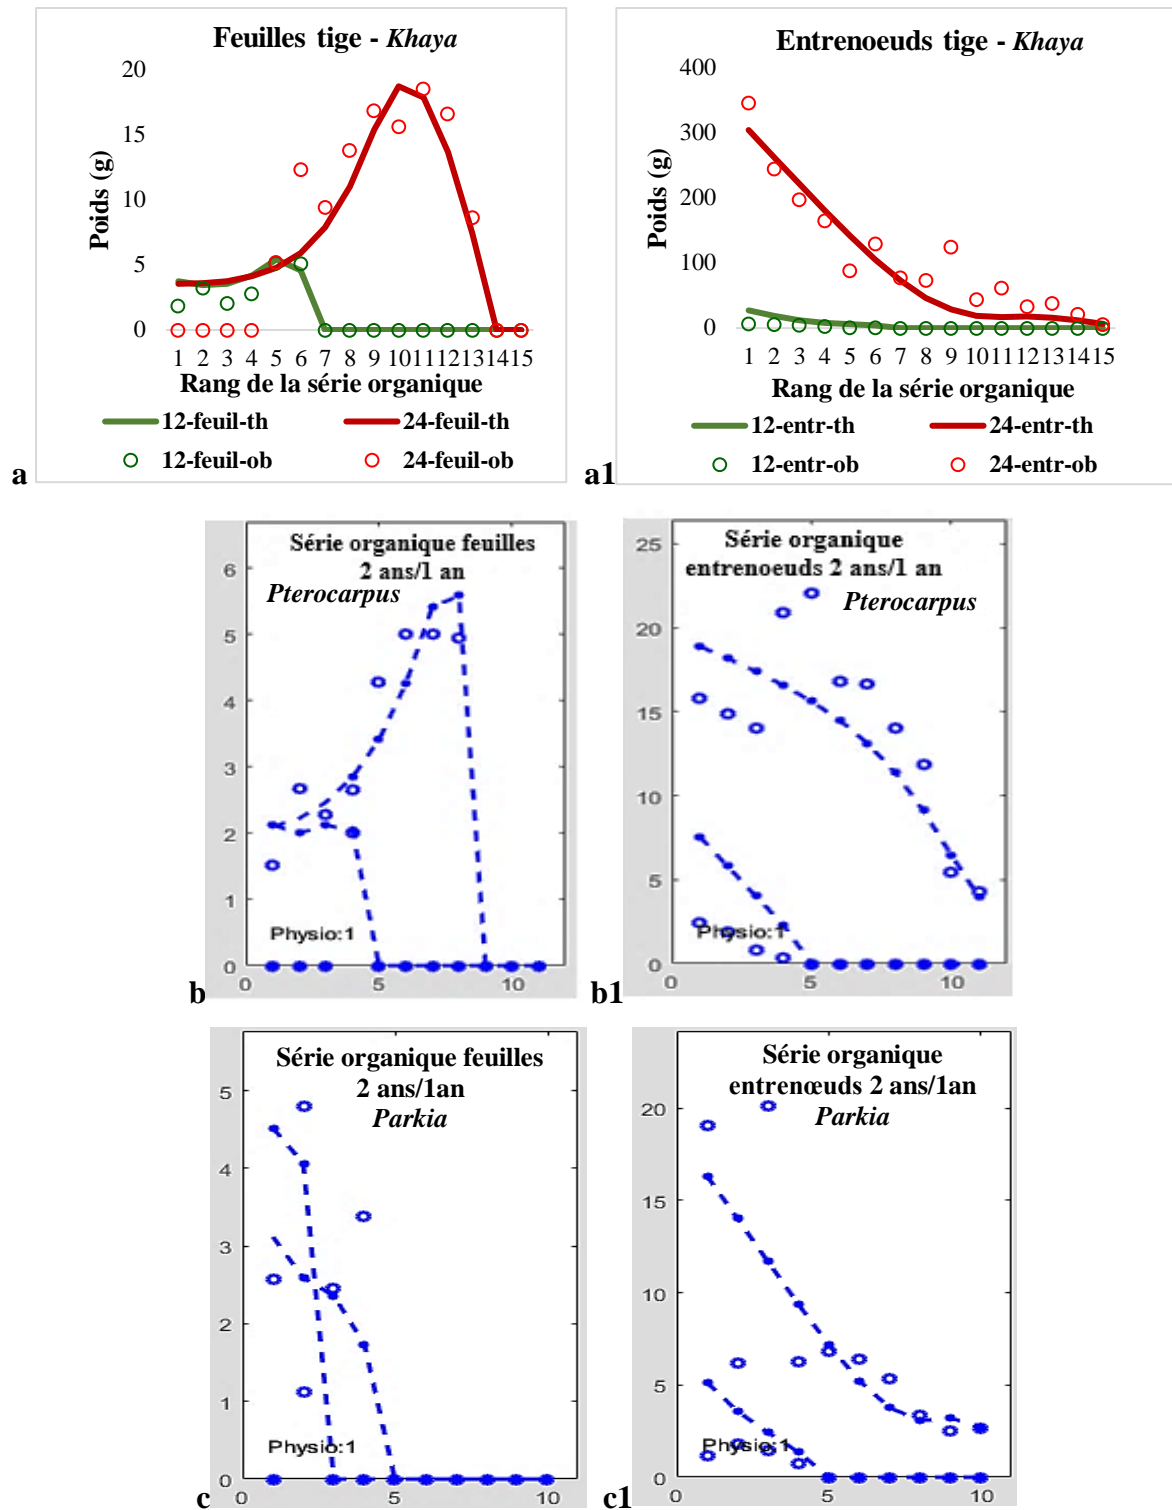 Feuilles tige - Khaya
20
15
10
5
0
Poids (g)
1 2 3 4 5 6 7 8 9 10 11 12 13 14 15
Rang de la série organique
12-feuil-th 24-feuil-th
12-feuil-ob 24-feuil-ob
a
Entrenoeuds tige - Khaya
400
300
200
100
0
Poids (g)
1 2 3 4 5 6 7 8 9 10 11 12 13 14 15
Rang de la série organique
12-entr-th 24-entr-th
12-entr-ob 24-entr-ob
a1
Série organique feuilles
2 ans/1 an
Pterocarpus
6
5
4
3
2
1
0
Physio:1
0 5 10
b
Série organique
entrenoeuds 2 ans/1 an
Pterocarpus
25
20
15
10
5
0
Physio:1
0 5 10
b1
Série organique feuilles
2 ans/1an
Parkia
5
4
3
2
1
0
Physio:1
0 5 10
c
Série organique
entrenœuds 2 ans/1an
Parkia
20
15
10
5
0
Physio:1
0 5 10
c1